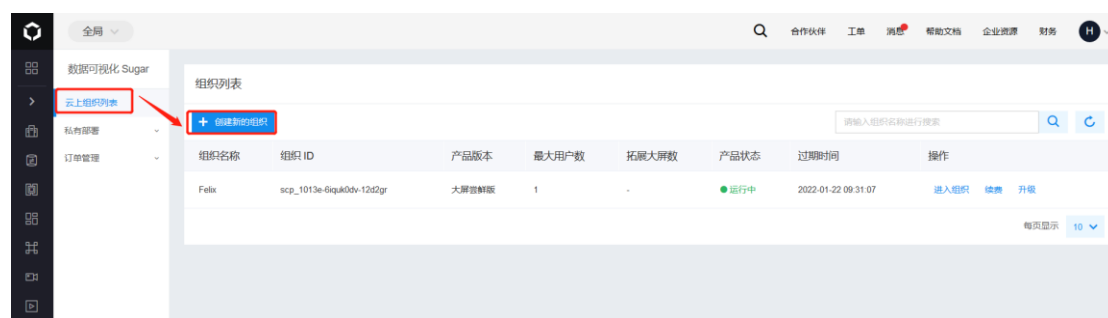 全局
合作伙伴 工单 消息 帮助文档 企业资源 财务 H
数据可视化 Sugar
云上组织列表
私有部署
订单管理
组织列表
+ 创建新的组织
请输入组织名称进行搜索
组织名称 组织 ID 产品版本 最大用户数 拓展大屏数 产品状态 过期时间 操作
Felix scp_1013e-6iquk0dv-12d2gr 大屏尝鲜版 1 - 运行中 2022-01-22 09:31:07 进入组织 续费 升级
每页显示 10